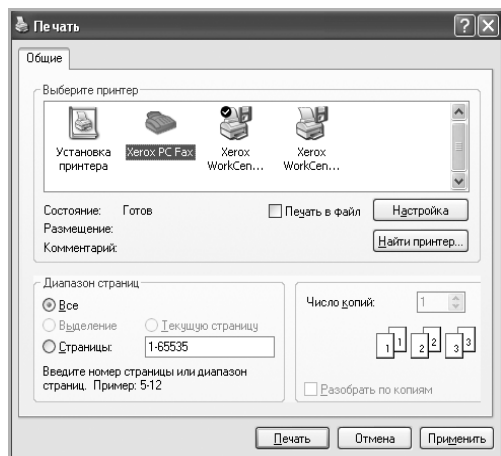 Печать
Общие
Выберите принтер
Установка принтера
Xerox PC Fax
Xerox WorkCen...
Xerox WorkCen...
Состояние: Готов
Размещение:
Комментарий:
Печать в файл
Настройка
Найти принтер...
Диапазон страниц
Все
Выделение
Текущую страницу
Страницы: 1-65535
Введите номер страницы или диапазон
страниц. Пример: 5-12
Число копий: 1
1 1 2 2 3 3
Разобрать по копиям
Печать
Отмена
Применить